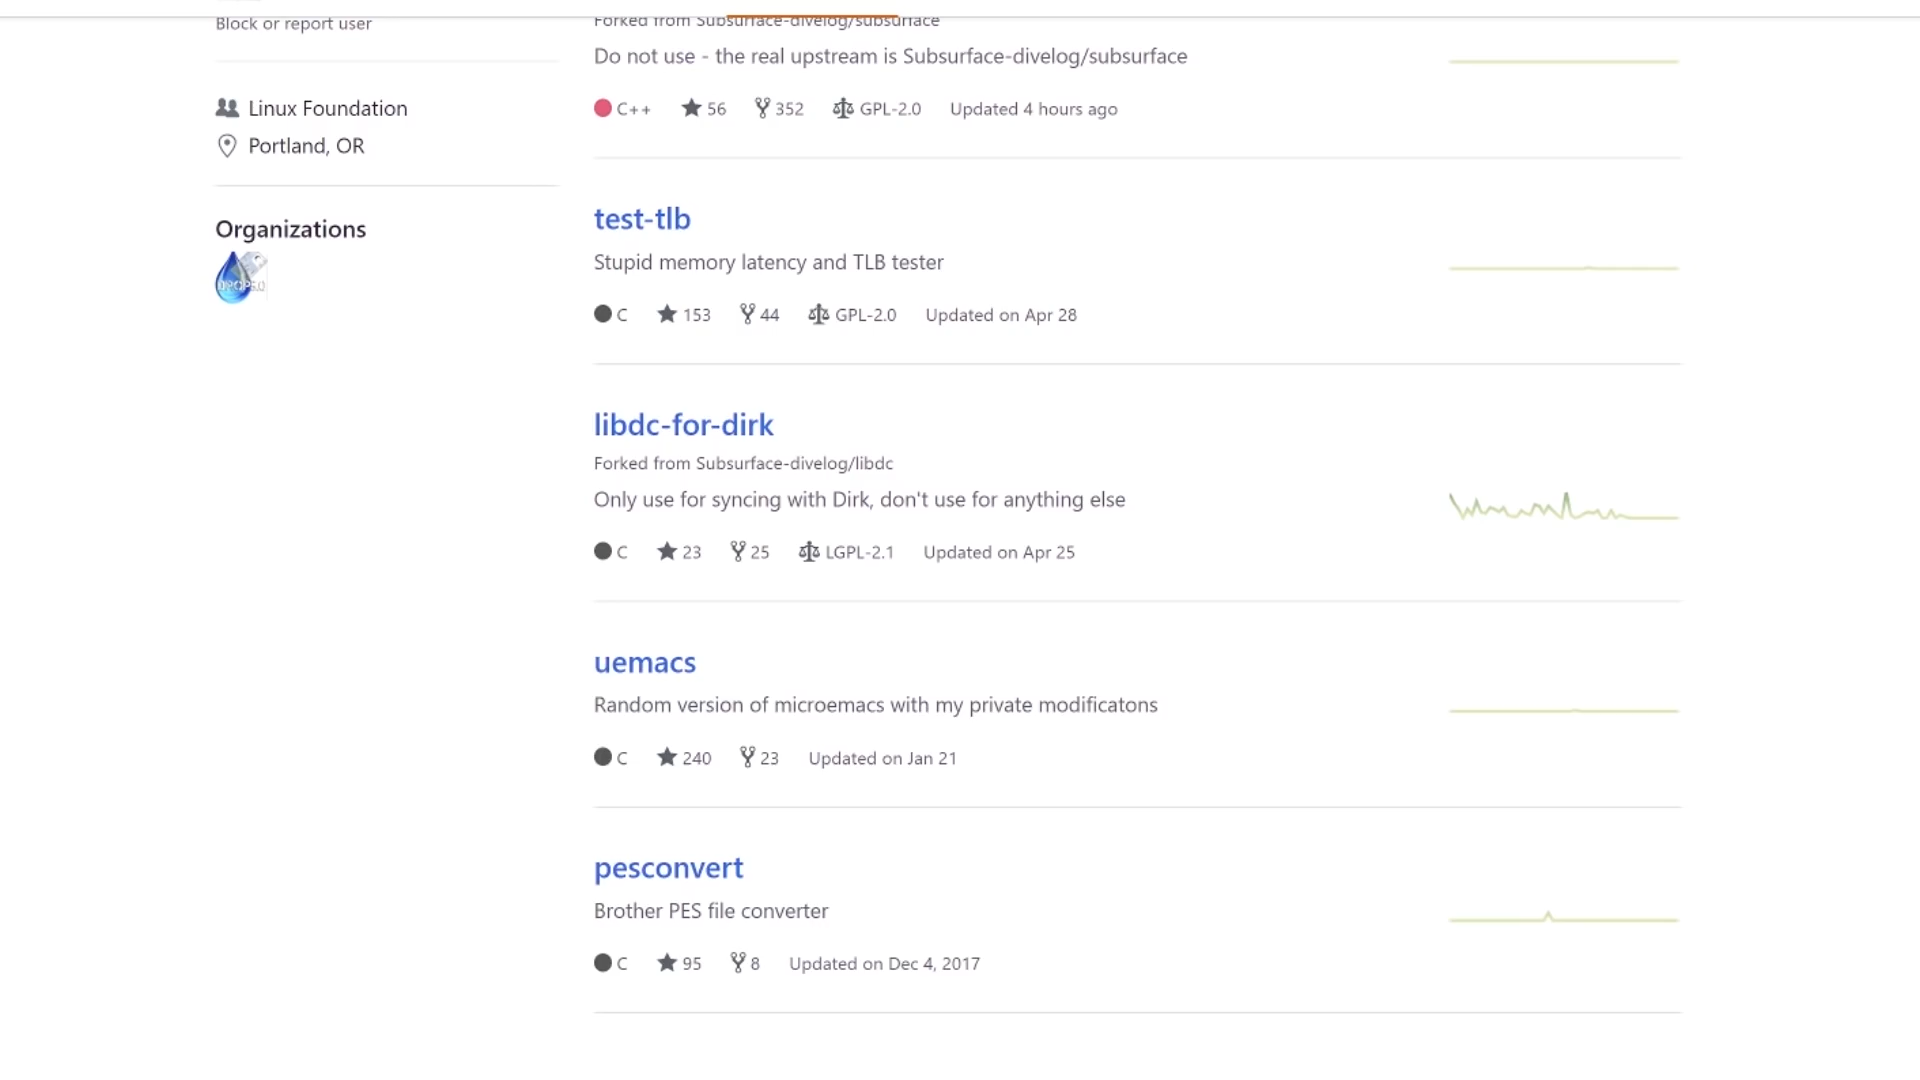 Block or report user
Linux Foundation
Portland, OR
Organizations
Forked from Subsurface-divelog/subsurface
Do not use - the real upstream is Subsurface-divelog/subsurface
C++ 56 352 GPL-2.0 Updated 4 hours ago
test-tlb
Stupid memory latency and TLB tester
C 153 44 GPL-2.0 Updated on Apr 28
libdc-for-dirk
Forked from Subsurface-divelog/libdc
Only use for syncing with Dirk, don't use for anything else
C 23 25 LGPL-2.1 Updated on Apr 25
uemacs
Random version of microemacs with my private modificatons
C 240 23 Updated on Jan 21
pesconvert
Brother PES file converter
C 95 8 Updated on Dec 4, 2017